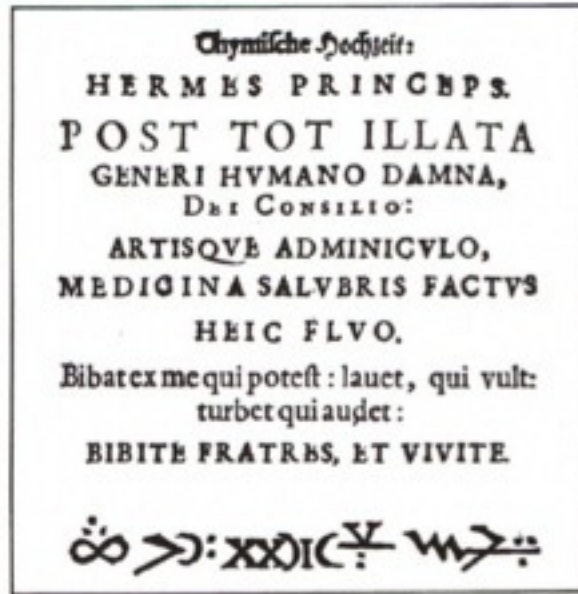 Chymische Hochzeit:
HERMES PRINCEPS.
POST TOT ILLATA
GENERI HVMANO DAMNA,
DEI CONSILIO:
ARTISQVE ADMINICVLO,
MEDICINA SALVBRIS FACTVS
HEIC FLVO.
Bibat ex me qui poteſt : lauet, qui vult:
turbet qui audet:
BIBITE FRATRES, ET VIVITE.